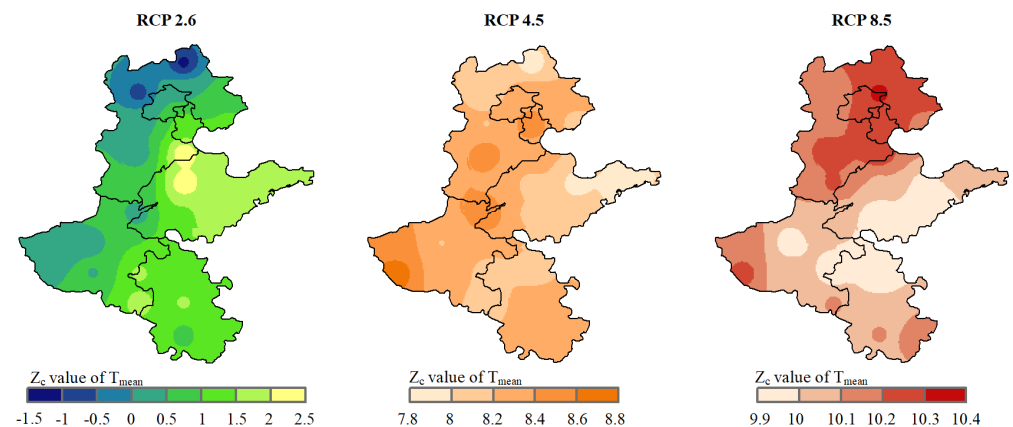 RCP 2.6 RCP 4.5 RCP 8.5
Zc value of Tmean Zc value of Tmean Zc value of Tmean
-1.5 -1 -0.5 0 0.5 1 1.5 2 2.5 7.8 8 8.2 8.4 8.6 8.8 9.9 10 10.1 10.2 10.3 10.4